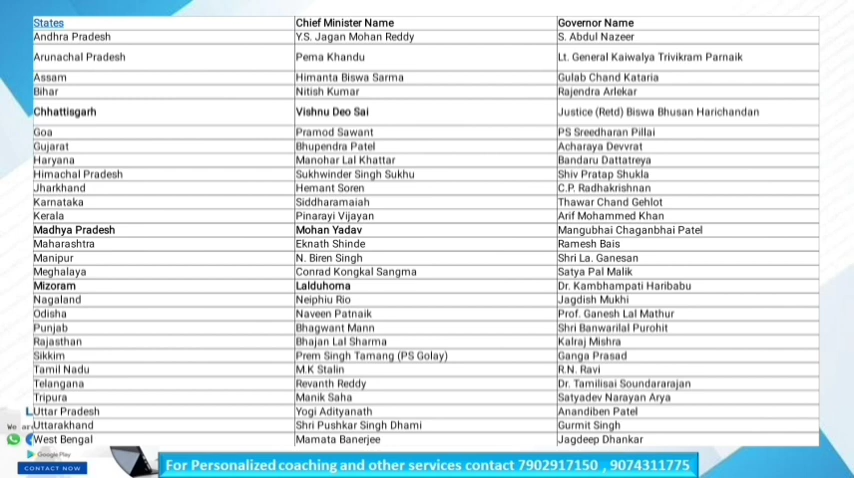 States Chief Minister Name Governor Name
Andhra Pradesh Y.S. Jagan Mohan Reddy S. Abdul Nazeer
Arunachal Pradesh Pema Khandu Lt. General Kaiwalya Trivikram Parnaik
Assam Himanta Biswa Sarma Gulab Chand Kataria
Bihar Nitish Kumar Rajendra Arlekar
Chhattisgarh Vishnu Deo Sai Justice (Retd) Biswa Bhusan Harichandan
Goa Pramod Sawant PS Sreedharan Pillai
Gujarat Bhupendra Patel Acharaya Devvrat
Haryana Manohar Lal Khattar Bandaru Dattatreya
Himachal Pradesh Sukhwinder Singh Sukhu Shiv Pratap Shukla
Jharkhand Hemant Soren C.P. Radhakrishnan
Karnataka Siddharamaiah Thawar Chand Gehlot
Kerala Pinarayi Vijayan Arif Mohammed Khan
Madhya Pradesh Mohan Yadav Mangubhai Chaganbhai Patel
Maharashtra Eknath Shinde Ramesh Bais
Manipur N. Biren Singh Shri La. Ganesan
Meghalaya Conrad Kongkal Sangma Satya Pal Malik
Mizoram Lalduhoma Dr. Kambhampati Haribabu
Nagaland Neiphiu Rio Jagdish Mukhi
Odisha Naveen Patnaik Prof. Ganesh Lal Mathur
Punjab Bhagwant Mann Shri Banwarilal Purohit
Rajasthan Bhajan Lal Sharma Kalraj Mishra
Sikkim Prem Singh Tamang (PS Golay) Ganga Prasad
Tamil Nadu M.K Stalin R.N. Ravi
Telangana Revanth Reddy Dr. Tamilisai Soundararajan
Tripura Manik Saha Satyadev Narayan Arya
Uttar Pradesh Yogi Adityanath Anandiben Patel
Uttarakhand Shri Pushkar Singh Dhami Gurmit Singh
West Bengal Mamata Banerjee Jagdeep Dhankar
We
Google Play
CONTACT NOW
For Personalized coaching and other services contact 7902917150 , 9074311775